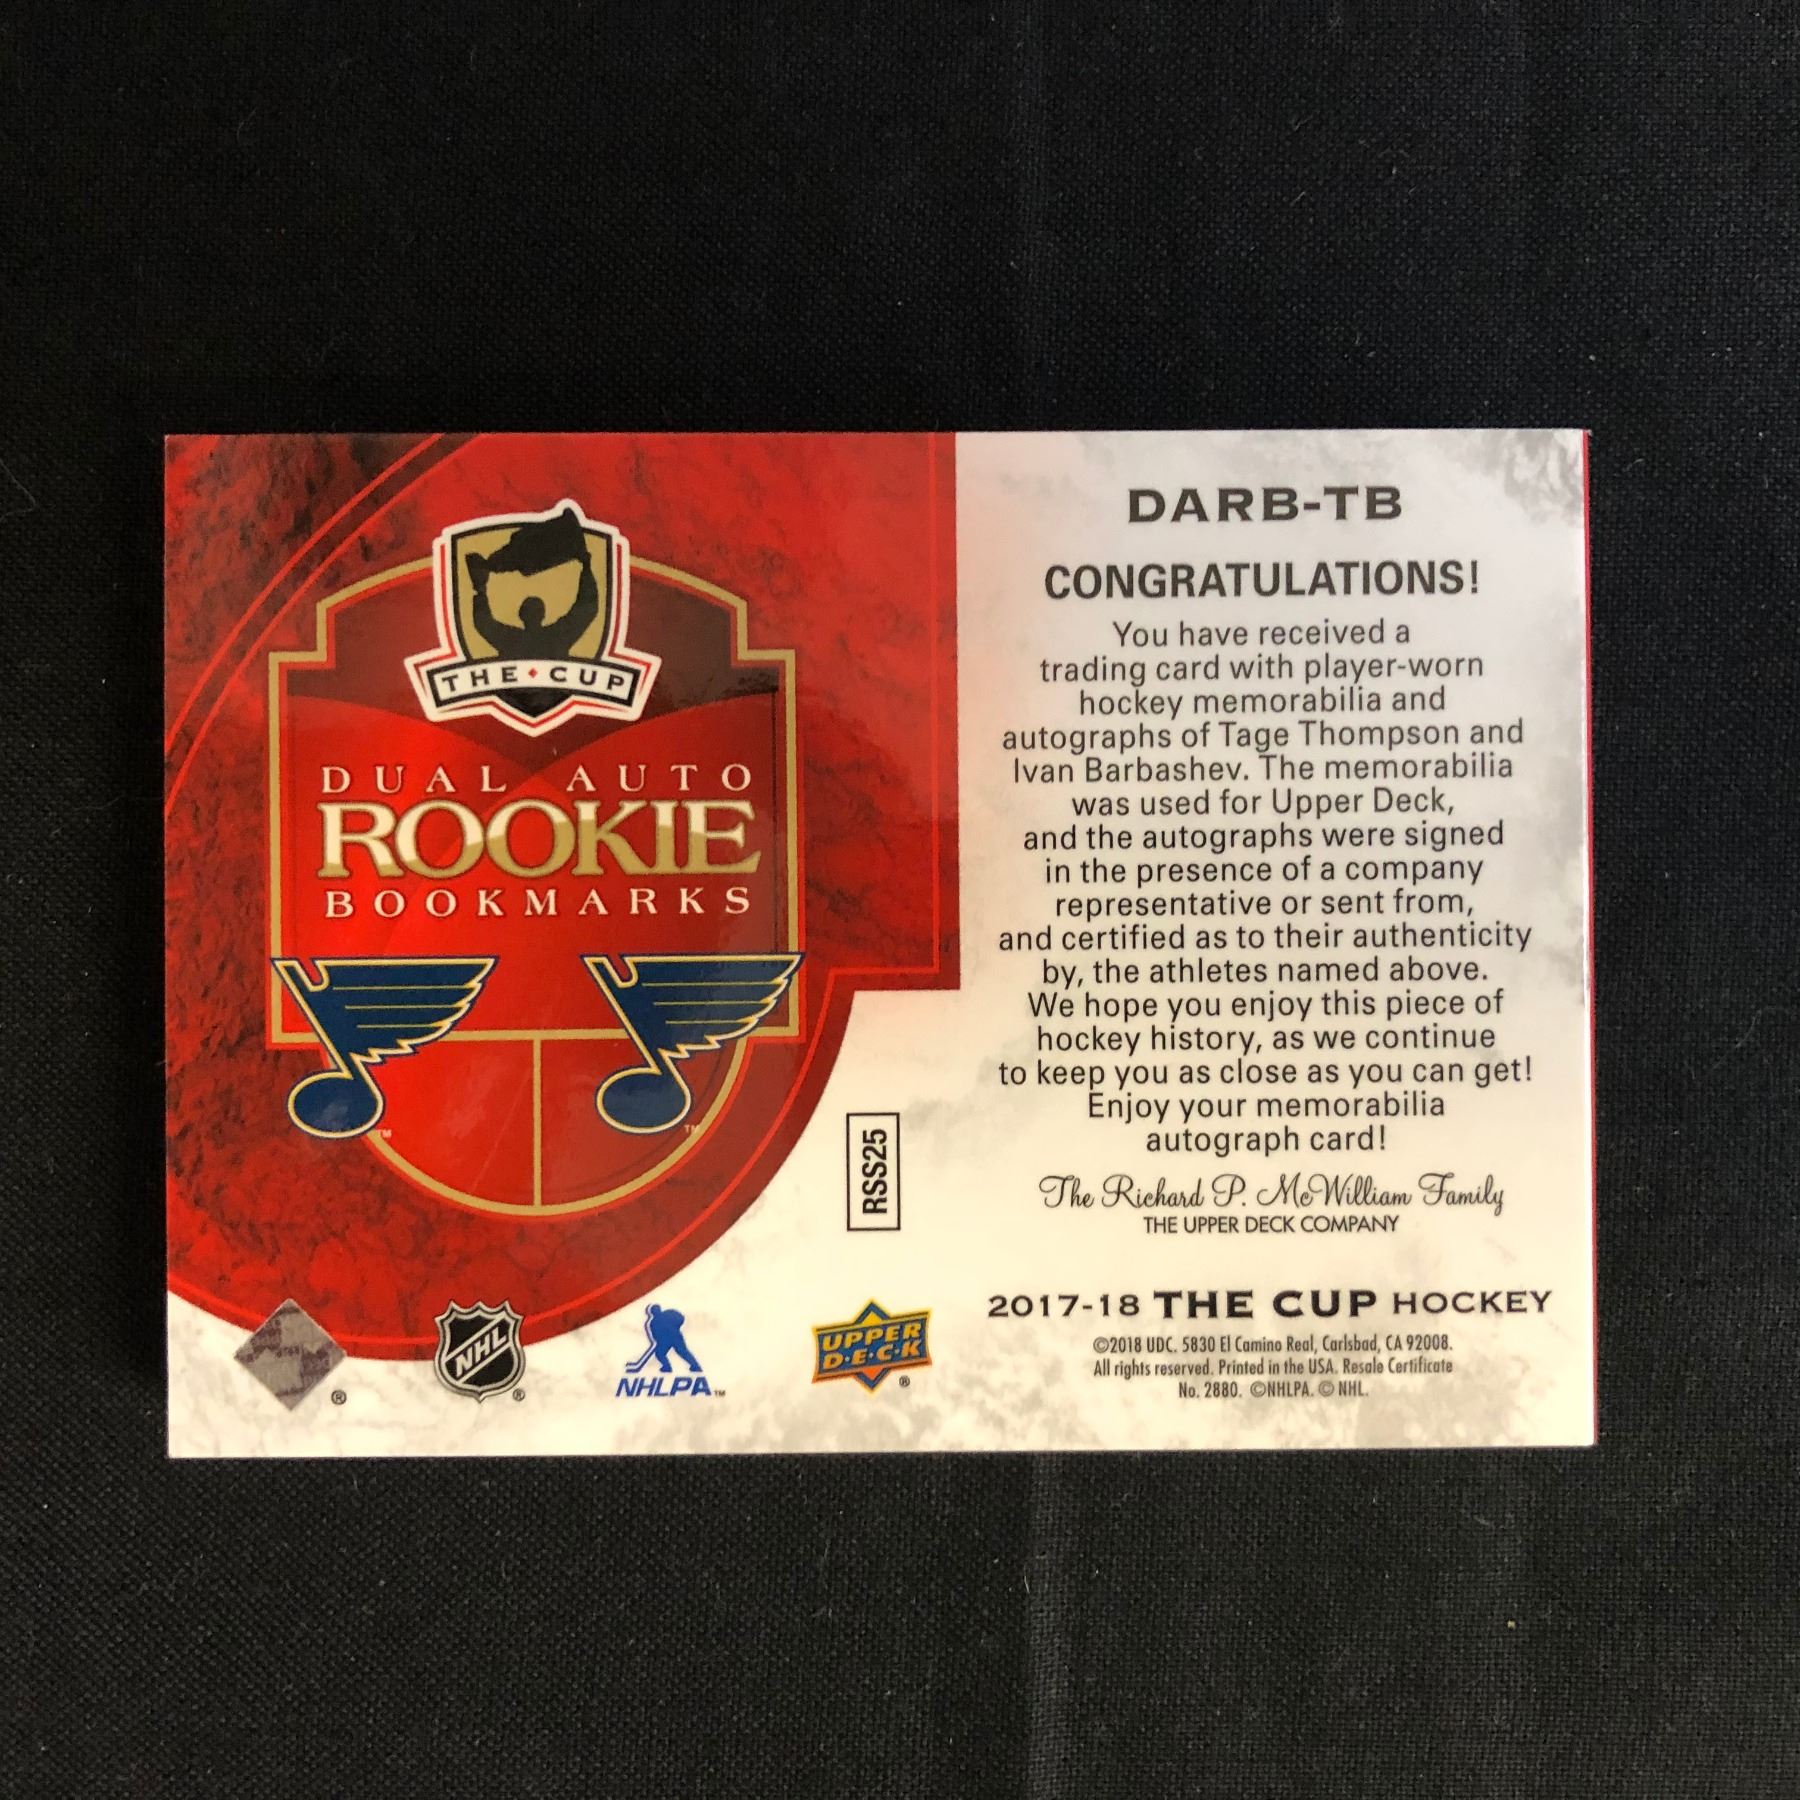 THE CUP
DUAL AUTO
ROOKIE
BOOKMARKS
TM
TM
RSS25
®
NHL
®
NHLPA™
UPPER
D·E·C·K
®
DARB-TB
CONGRATULATIONS!
You have received a
trading card with player-worn
hockey memorabilia and
autographs of Tage Thompson and
Ivan Barbashev. The memorabilia
was used for Upper Deck,
and the autographs were signed
in the presence of a company
representative or sent from,
and certified as to their authenticity
by, the athletes named above.
We hope you enjoy this piece of
hockey history, as we continue
to keep you as close as you can get!
Enjoy your memorabilia
autograph card!
The Richard P. McWilliam Family
THE UPPER DECK COMPANY
2017-18 THE CUP HOCKEY
©2018 UDC. 5830 El Camino Real, Carlsbad, CA 92008.
All rights reserved. Printed in the USA. Resale Certificate
No. 2880. ©NHLPA. © NHL.